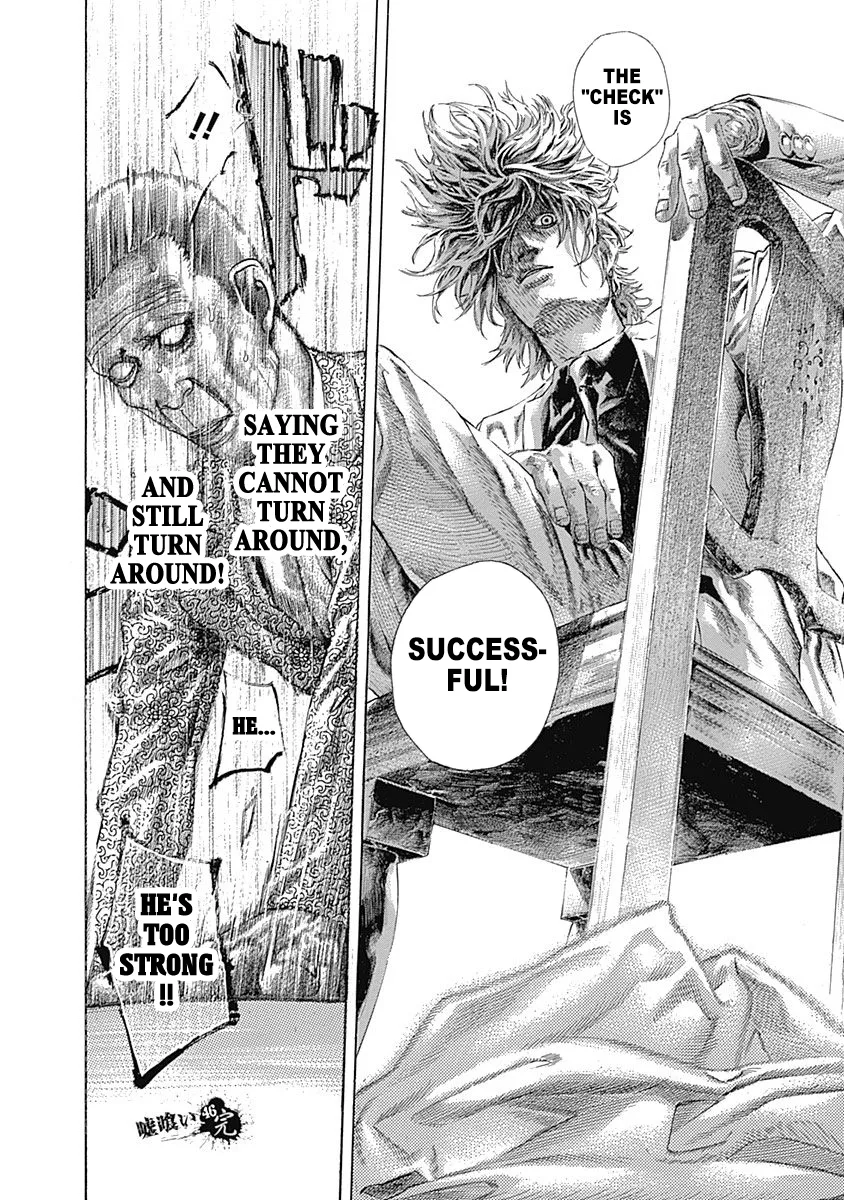 THE
"CHECK"
IS
SUCCESS-
FUL!
!!
SAYING
THEY
CANNOT
TURN
AROUND,
AND
STILL
TURN
AROUND!
HE...
HE'S
TOO
STRONG
!!
嘘喰い 46 完